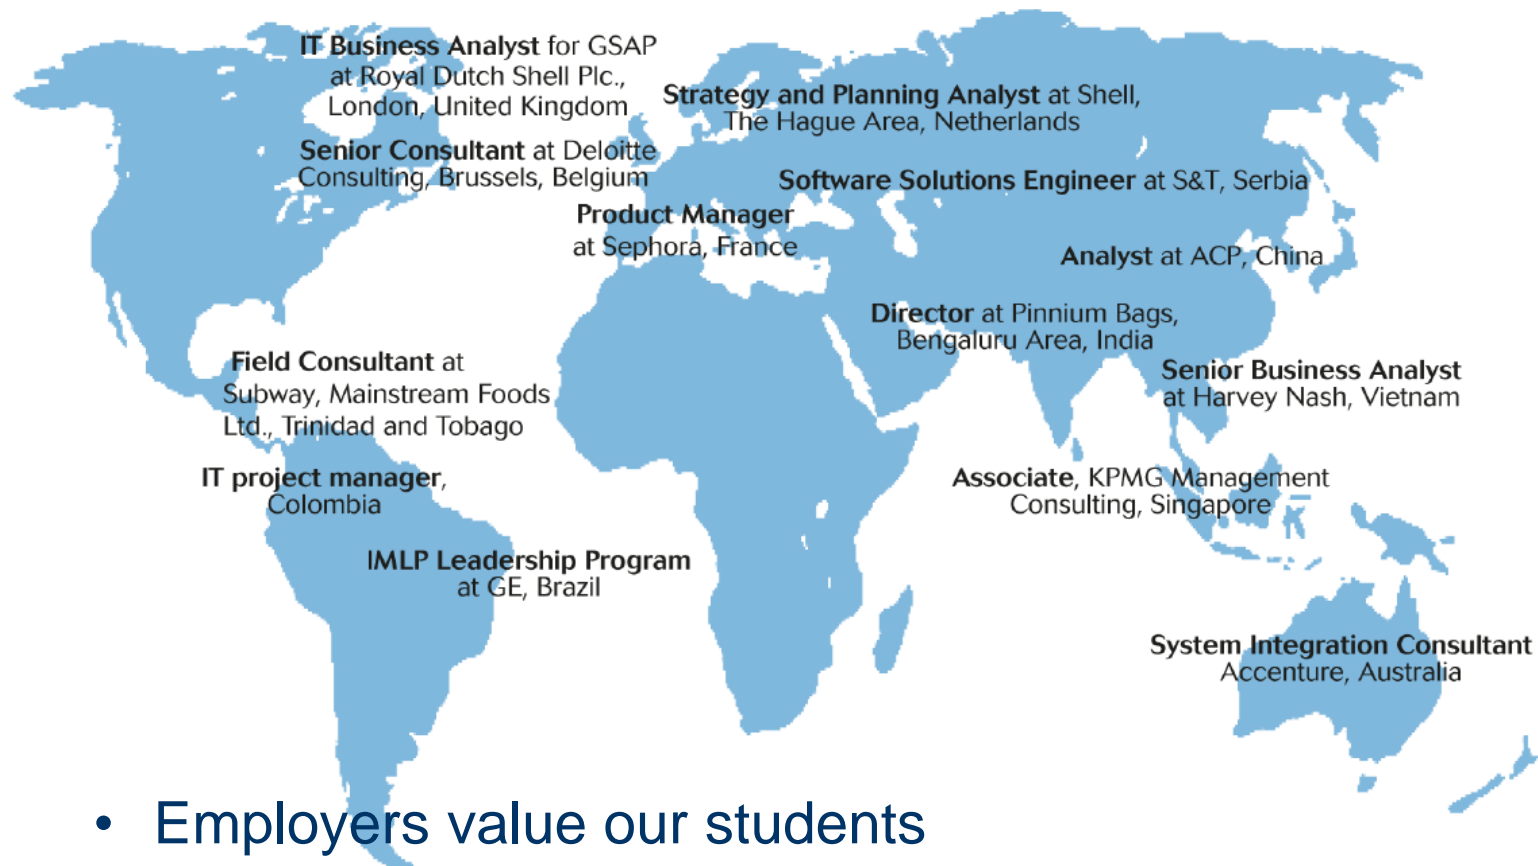 IT Business Analyst for GSAP
at Royal Dutch Shell Plc.,
London, United Kingdom
Strategy and Planning Analyst at Shell,
The Hague Area, Netherlands
Senior Consultant at Deloitte
Consulting, Brussels, Belgium
Software Solutions Engineer at S&T, Serbia
Product Manager
at Sephora, France
Analyst at ACP, China
Director at Pinnium Bags,
Bengaluru Area, India
Field Consultant at
Subway, Mainstream Foods
Ltd., Trinidad and Tobago
Senior Business Analyst
at Harvey Nash, Vietnam
IT project manager,
Colombia
Associate, KPMG Management
Consulting, Singapore
IMLP Leadership Program
at GE, Brazil
System Integration Consultant
Accenture, Australia
• Employers value our students